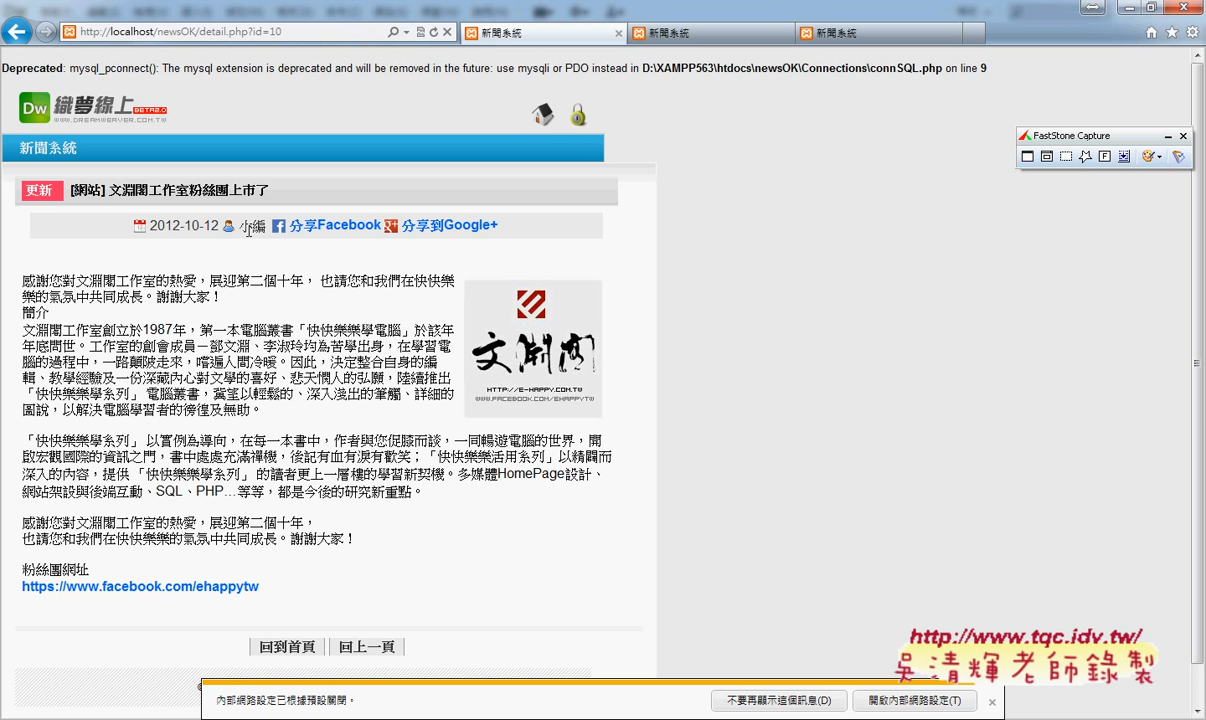 http://localhost/newsOK/detail.php?id=10
新聞系統
新聞系統
新聞系統
Deprecated: mysql_pconnect(): The mysql extension is deprecated and will be removed in the future: use mysqli or PDO instead in D:\XAMPP563\htdocs\newsOK\Connections\connSQL.php on line 9
Dw 織夢線上 BETA2.0
WWW.DREAMWEAVER.COM.TW
FastStone Capture
新聞系統
更新 [網站] 文淵閣工作室粉絲團上市了
2012-10-12 小編 分享Facebook 分享到Google+
感謝您對文淵閣工作室的熱愛，展迎第二個十年， 也請您和我們在快快樂
樂的氣氛中共同成長。謝謝大家！
簡介
文淵閣工作室創立於1987年，第一本電腦叢書「快快樂樂學電腦」於該年
年底問世。工作室的創會成員－鄧文淵、李淑玲均為苦學出身，在學習電
腦的過程中，一路顛陂走來，嚐遍人間冷暖。因此，決定整合自身的編
輯、教學經驗及一份深藏內心對文學的喜好、悲天憫人的弘願，陸續推出
「快快樂樂學系列」 電腦叢書，冀望以輕鬆的、深入淺出的筆觸、詳細的
圖說，以解決電腦學習者的徬徨及無助。
文淵閣
HTTP://E-HAPPY.COM.TW
WWW.FACEBOOK.COM/EHAPPYTW
「快快樂樂學系列」 以實例為導向，在每一本書中，作者與您促膝而談，一同暢遊電腦的世界，開
啟宏觀國際的資訊之門，書中處處充滿禪機，後記有血有淚有歡笑；「快快樂樂活用系列」以精闢而
深入的內容，提供 「快快樂樂學系列」 的讀者更上一層樓的學習新契機。多媒體HomePage設計、
網站架設與後端互動、SQL、PHP…等等，都是今後的研究新重點。
感謝您對文淵閣工作室的熱愛，展迎第二個十年，
也請您和我們在快快樂樂的氣氛中共同成長。謝謝大家！
粉絲團網址
https://www.facebook.com/ehappytw
回到首頁 回上一頁
http://www.tqc.idv.tw/
吳清輝老師錄製
內部網路設定已根據預設關閉。 不要再顯示這個訊息(D) 開啟內部網路設定(T)